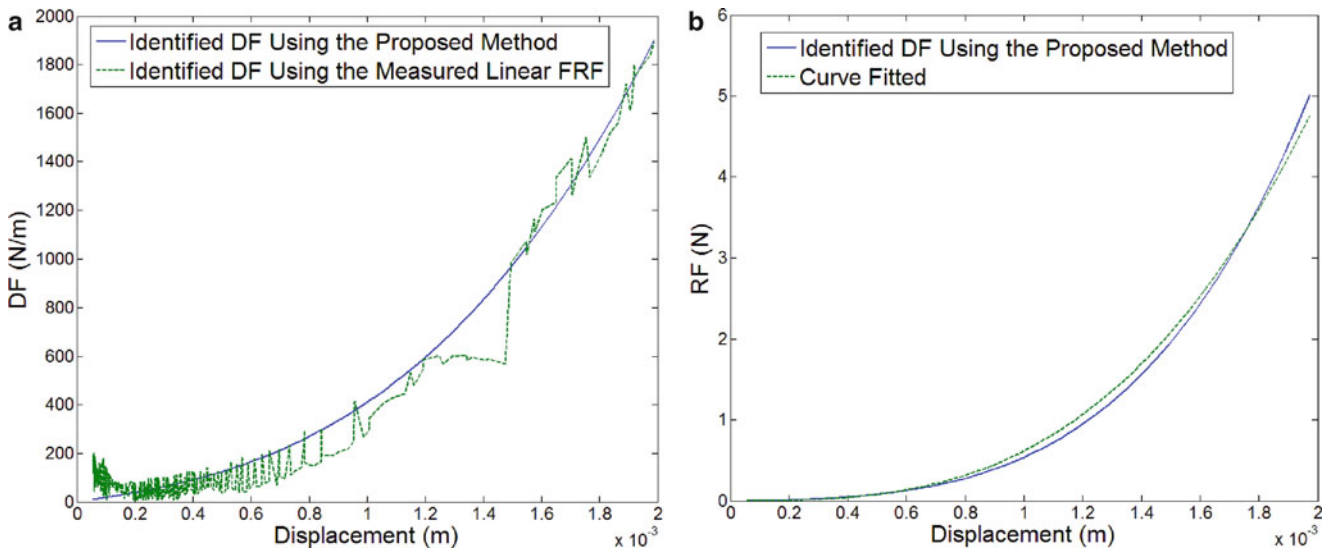 a
2000
1800
1600
1400
1200
1000
800
600
400
200
0
DF (N/m)
Identified DF Using the Proposed Method
Identified DF Using the Measured Linear FRF
0 0.2 0.4 0.6 0.8 1 1.2 1.4 1.6 1.8 2
Displacement (m)
x 10⁻³
b
6
5
4
3
2
1
0
RF (N)
Identified DF Using the Proposed Method
Curve Fitted
0 0.2 0.4 0.6 0.8 1 1.2 1.4 1.6 1.8 2
Displacement (m)
x 10⁻³